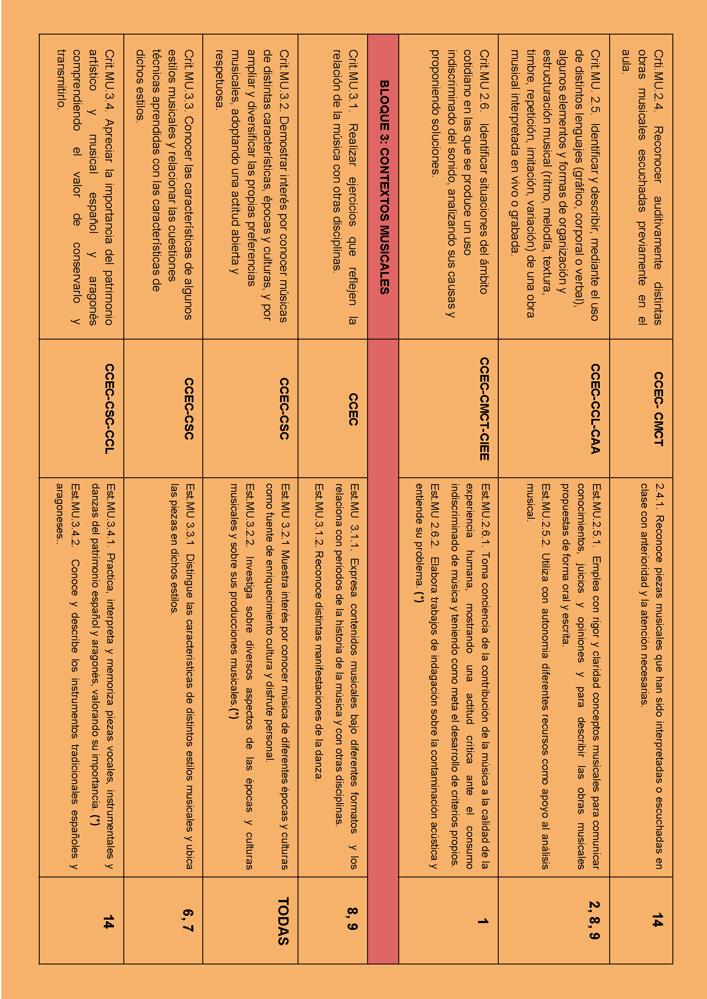 Crti.MU.2.4. Reconocer auditivamente distintas
obras musicales escuchadas previamente en el
aula.
CCEC- CMCT
2.4.1. Reconoce piezas musicales que han sido interpretadas o escuchadas en
clase con anterioridad y la atención necesarias.
14
Crit.MU. 2.5. Identificar y describir, mediante el uso
de distintos lenguajes (gráfico, corporal o verbal),
algunos elementos y formas de organización y
estructuración musical (ritmo, melodía, textura,
timbre, repetición, imitación, variación) de una obra
musical interpretada en vivo o grabada.
CCEC-CCL-CAA
Est.MU.2.5.1. Emplea con rigor y claridad conceptos musicales para comunicar
conocimientos, juicios y opiniones y para describir las obras musicales
propuestas de forma oral y escrita.
Est.MU.2.5.2. Utiliza con autonomía diferentes recursos como apoyo al análisis
musical.
2, 8, 9
Crit.MU 2.6. Identificar situaciones del ámbito
cotidiano en las que se produce un uso
indiscriminado del sonido, analizando sus causas y
proponiendo soluciones.
CCEC-CMCT-CIEE
Est.MU.2.6.1. Toma conciencia de la contribución de la música a la calidad de la
experiencia humana, mostrando una actitud crítica ante el consumo
indiscriminado de música y teniendo como meta el desarrollo de criterios propios.
Est.MU 2.6.2. Elabora trabajos de indagación sobre la contaminación acústica y
entiende su problema. (*)
1
BLOQUE 3: CONTEXTOS MUSICALES
Crit.MU.3.1. Realizar ejercicios que reflejen la
relación de la música con otras disciplinas.
CCEC
Est.MU 3.1.1. Expresa contenidos musicales bajo diferentes formatos y los
relaciona con periodos de la historia de la música y con otras disciplinas.
Est.MU.3.1.2. Reconoce distintas manifestaciones de la danza.
8, 9
Crit.MU.3.2. Demostrar interés por conocer músicas
de distintas características, épocas y culturas, y por
ampliar y diversificar las propias preferencias
musicales, adoptando una actitud abierta y
respetuosa.
CCEC-CSC
Est.MU 3.2.1 Muestra interés por conocer música de diferentes épocas y culturas
como fuente de enriquecimiento cultura y disfrute personal.
Est.MU.3.2.2. Investiga sobre diversos aspectos de las épocas y culturas
musicales y sobre sus producciones musicales.(*)
TODAS
Crit.MU.3.3. Conocer las características de algunos
estilos musicales y relacionar las cuestiones
técnicas aprendidas con las características de
dichos estilos.
CCEC-CSC
Est.MU 3.3.1 Distingue las características de distintos estilos musicales y ubica
las piezas en dichos estilos.
6, 7
Crit.MU.3.4. Apreciar la importancia del patrimonio
artístico y musical español y aragonés
comprendiendo el valor de conservarlo y
transmitirlo.
CCEC-CSC-CCL
Est.MU.3.4.1. Practica, interpreta y memoriza piezas vocales, instrumentales y
danzas del patrimonio español y aragonés, valorando su importancia. (*)
Est.MU.3.4.2. Conoce y describe los instrumentos tradicionales españoles y
aragoneses..
14